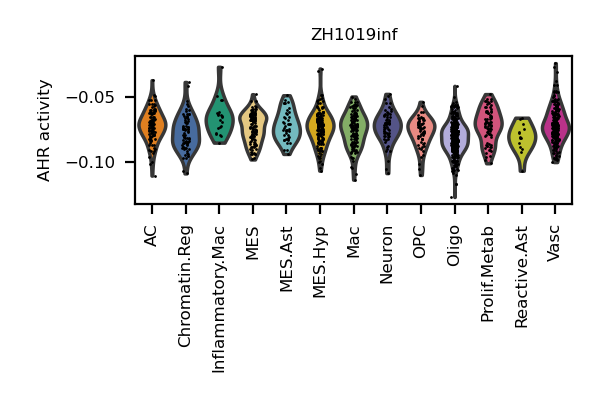 ZH1019inf
AHR activity
−0.05
−0.10
AC
Chromatin.Reg
Inflammatory.Mac
MES
MES.Ast
MES.Hyp
Mac
Neuron
OPC
Oligo
Prolif.Metab
Reactive.Ast
Vasc